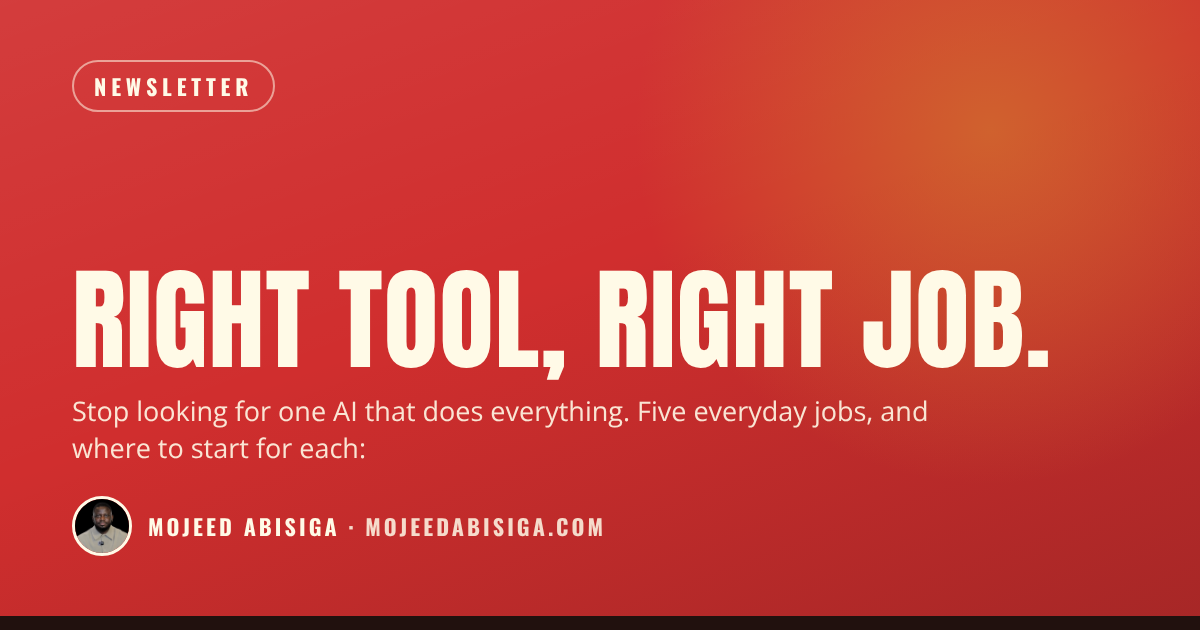 NEWSLETTER
RIGHT TOOL, RIGHT JOB.
Stop looking for one AI that does everything. Five everyday jobs, and
where to start for each:
MOJEED ABISIGA · MOJEEDABISIGA.COM